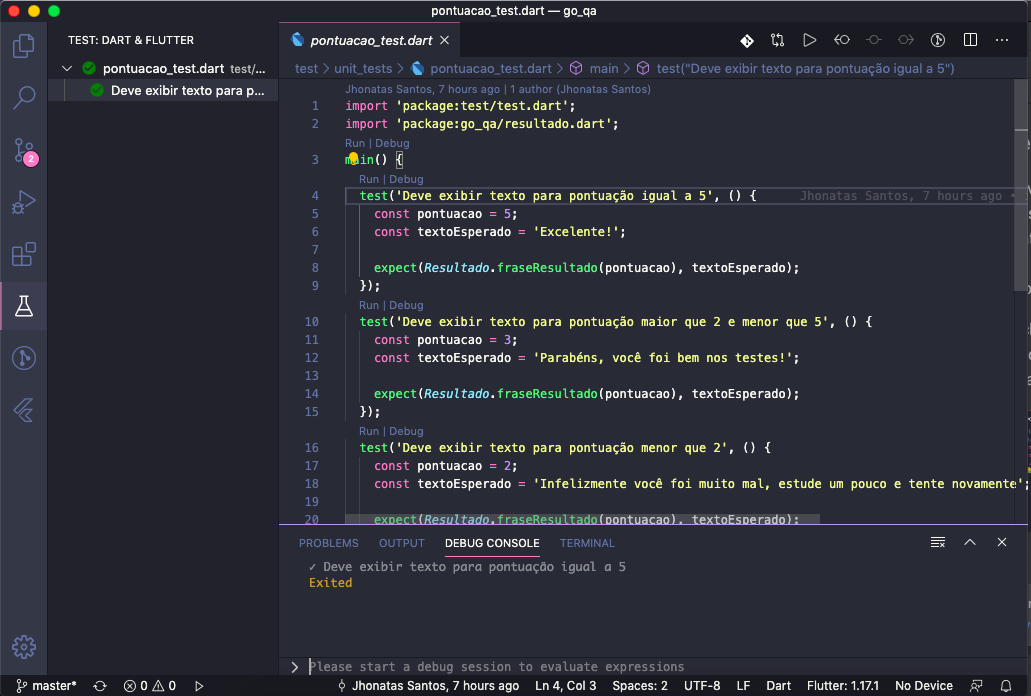 pontuacao_test.dart — go_qa
TEST: DART & FLUTTER
pontuacao_test.dart test/...
Deve exibir texto para p...
2
pontuacao_test.dart
test > unit_tests > pontuacao_test.dart > main > test("Deve exibir texto para pontuação igual a 5")
Jhonatas Santos, 7 hours ago | 1 author (Jhonatas Santos)
1 import 'package:test/test.dart';
2 import 'package:go_qa/resultado.dart';
Run | Debug
3 main() {
Run | Debug
4 test('Deve exibir texto para pontuação igual a 5', () { Jhonatas Santos, 7 hours ago •
5 const pontuacao = 5;
6 const textoEsperado = 'Excelente!';
7
8 expect(Resultado.fraseResultado(pontuacao), textoEsperado);
9 });
Run | Debug
10 test('Deve exibir texto para pontuação maior que 2 e menor que 5', () {
11 const pontuacao = 3;
12 const textoEsperado = 'Parabéns, você foi bem nos testes!';
13
14 expect(Resultado.fraseResultado(pontuacao), textoEsperado);
15 });
Run | Debug
16 test('Deve exibir texto para pontuação menor que 2', () {
17 const pontuacao = 2;
18 const textoEsperado = 'Infelizmente você foi muito mal, estude um pouco e tente novamente';
19
20 expect(Resultado.fraseResultado(pontuacao), textoEsperado);
PROBLEMS OUTPUT DEBUG CONSOLE TERMINAL
✓ Deve exibir texto para pontuação igual a 5
Exited
Please start a debug session to evaluate expressions
master* 0 0 Jhonatas Santos, 7 hours ago Ln 4, Col 3 Spaces: 2 UTF-8 LF Dart Flutter: 1.17.1 No Device